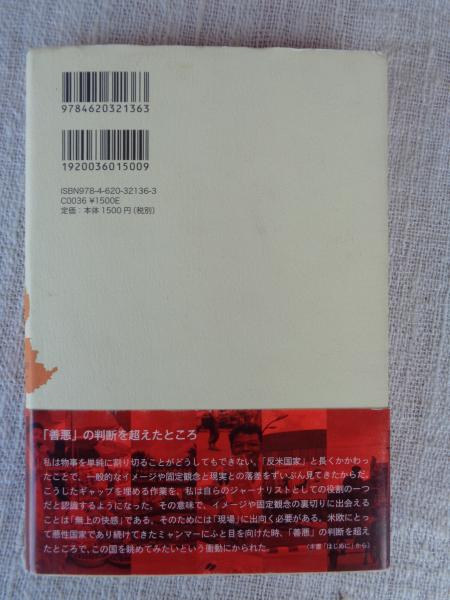 9784620321363
1920036015009
ISBN978-4-620-32136-3
C0036 ¥1500E
定価：本体1500円（税別）
「善悪」の判断を超えたところ
私は物事を単純に割り切ることがどうしてもできない。「反米国家」と長くかかわっ
たことで、一般的なイメージや固定観念と現実との落差をずいぶん見てきたからだ。
こうしたギャップを埋める作業を、私は自らのジャーナリストとしての役割の一つ
だと認識するようになった。その意味で、イメージや固定観念の裏切りに出会える
ことは「無上の快感」である。そのためには「現場」に出向く必要がある。米欧にとっ
て悪性国家であり続けてきたミャンマーにふと目を向けた時、「善悪」の判断を超え
たところで、この国を眺めてみたいという衝動にかられた。
（本書「はじめに」から）